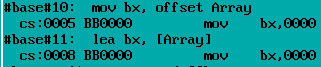 #base#10:  mov bx, offset Array
cs:0005 BB0000        mov    bx,0000
#base#11:  lea bx, [Array]
cs:0008 BB0000        mov    bx,0000